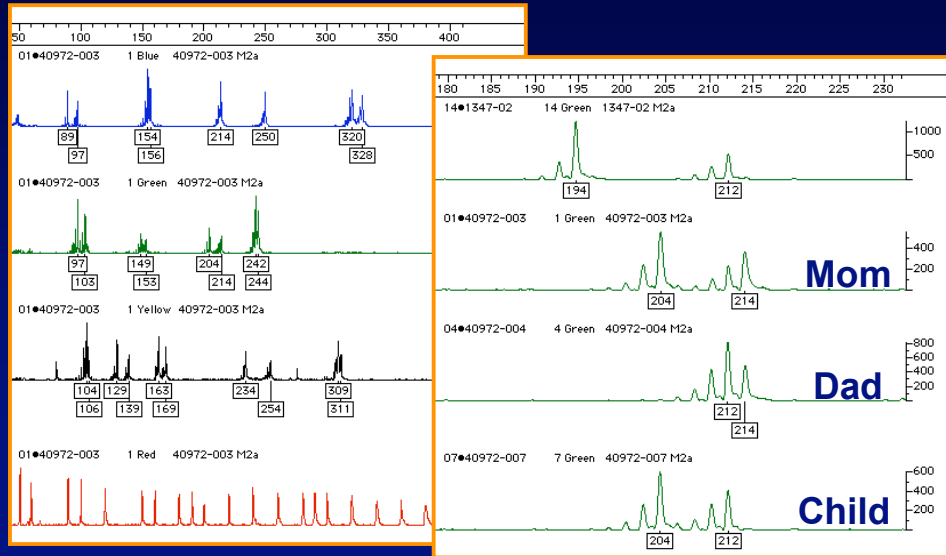 50 100 150 200 250 300 350 400
01●40972-003 1 Blue 40972-003 M2a
89 154 214 250 320
97 156 328
01●40972-003 1 Green 40972-003 M2a
97 149 204 242
103 153 214 244
01●40972-003 1 Yellow 40972-003 M2a
104 129 163 234 309
106 139 169 254 311
01●40972-003 1 Red 40972-003 M2a
180 185 190 195 200 205 210 215 220 225 230
14●1347-02 14 Green 1347-02 M2a
1000
500
194 212
01●40972-003 1 Green 40972-003 M2a
400
200
Mom
204 214
04●40972-004 4 Green 40972-004 M2a
800
600
400
200
Dad
212
214
07●40972-007 7 Green 40972-007 M2a
600
400
200
Child
204 212